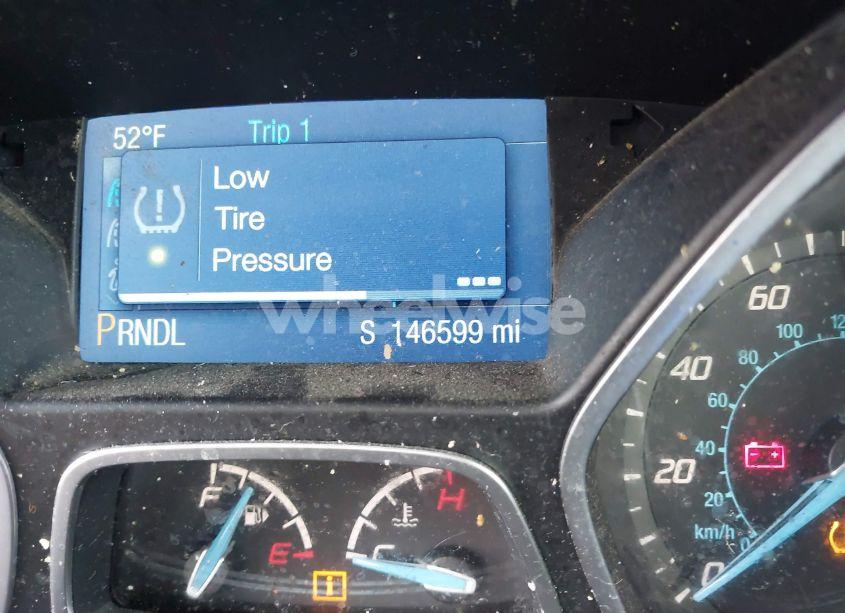 52°F Trip 1
Low
Tire
Pressure
PRNDL S 146599 mi
wheelwise
F
E
H
C
i
60
40
20
0
100
80
60
40
20
0
km/h